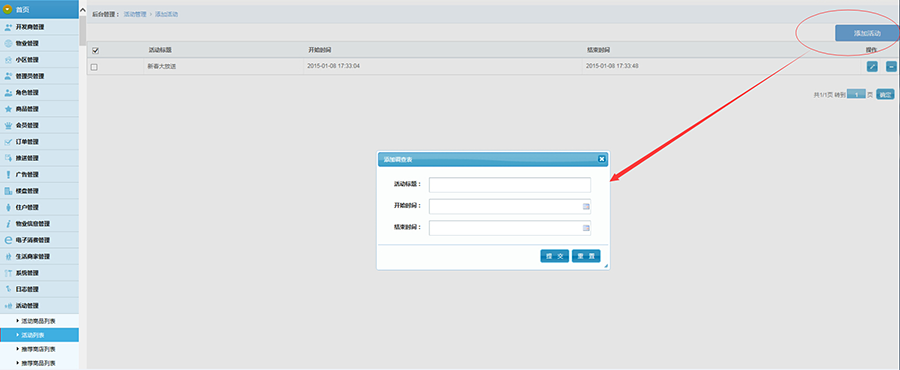 首页
开发商管理
物业管理
小区管理
管理员管理
角色管理
商品管理
会员管理
订单管理
推送管理
广告管理
楼盘管理
住户管理
物业信息管理
电子消费管理
生活商家管理
系统管理
日志管理
活动管理
活动商品列表
活动列表
推荐商店列表
推荐商品列表
后台管理： 活动管理 > 添加活动
添加活动
活动标题 开始时间 结束时间 操作
新春大放送 2015-01-08 17:33:04 2015-01-08 17:33:48
共1/1页 转到 1 页 确定
添加调查表
活动标题：
开始时间：
结束时间：
提 交 重 置